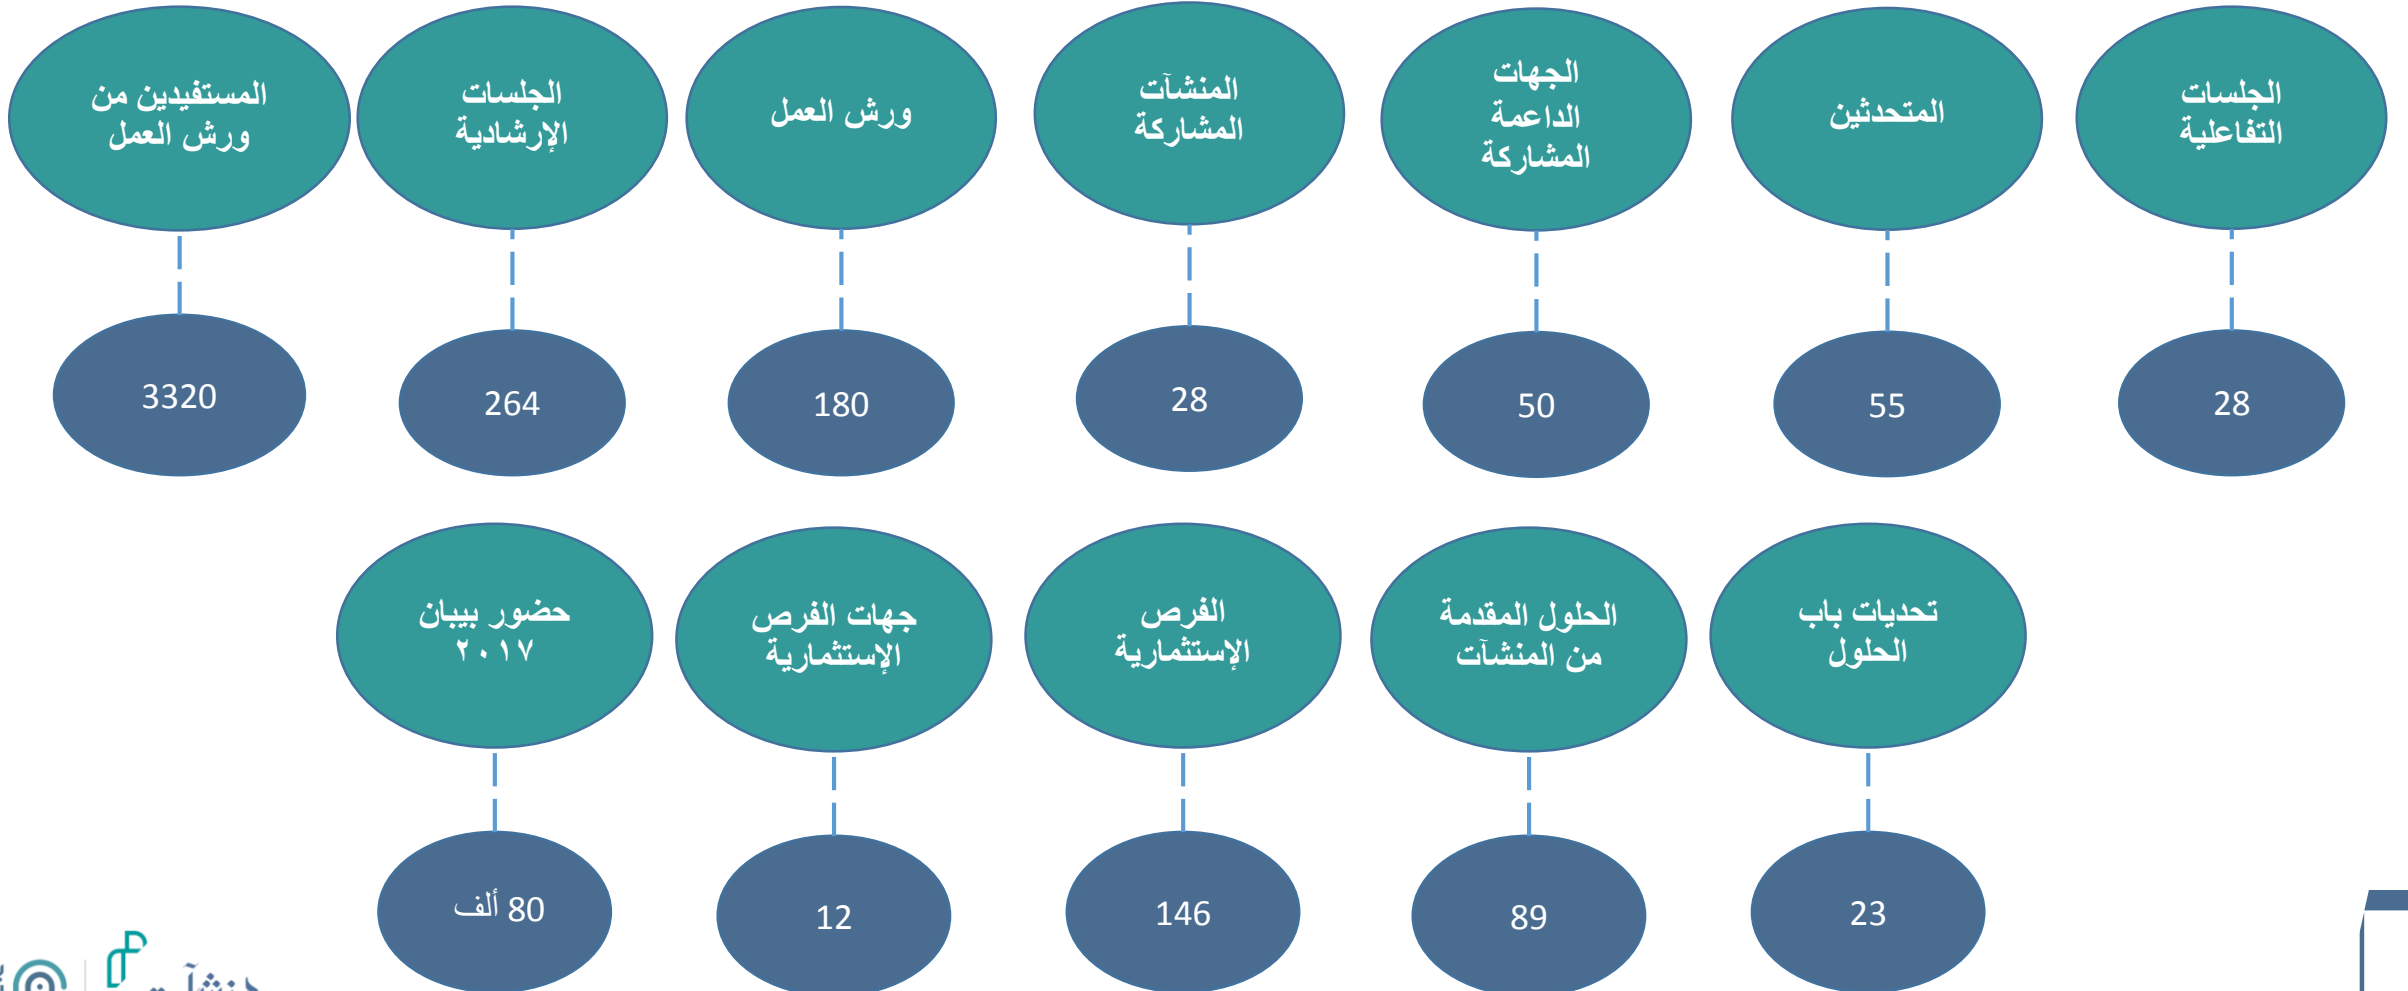 الجلسات
التفاعلية
28
المتحدثين
55
الجهات
الداعمة
المشاركة
50
المنشآت
المشاركة
28
ورش العمل
180
الجلسات
الإرشادية
264
المستفيدين من
ورش العمل
3320
تحديات باب
الحلول
23
الحلول المقدمة
من المنشآت
89
الفرص
الإستثمارية
146
جهات الفرص
الإستثمارية
12
حضور بيبان
٢٠١٧
80 ألف